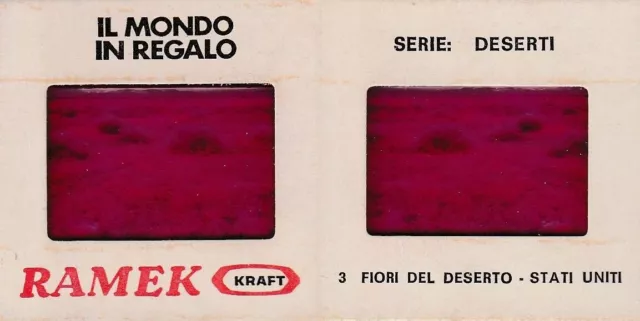 IL MONDO
IN REGALO
SERIE: DESERTI
RAMEK KRAFT
3 FIORI DEL DESERTO - STATI UNITI